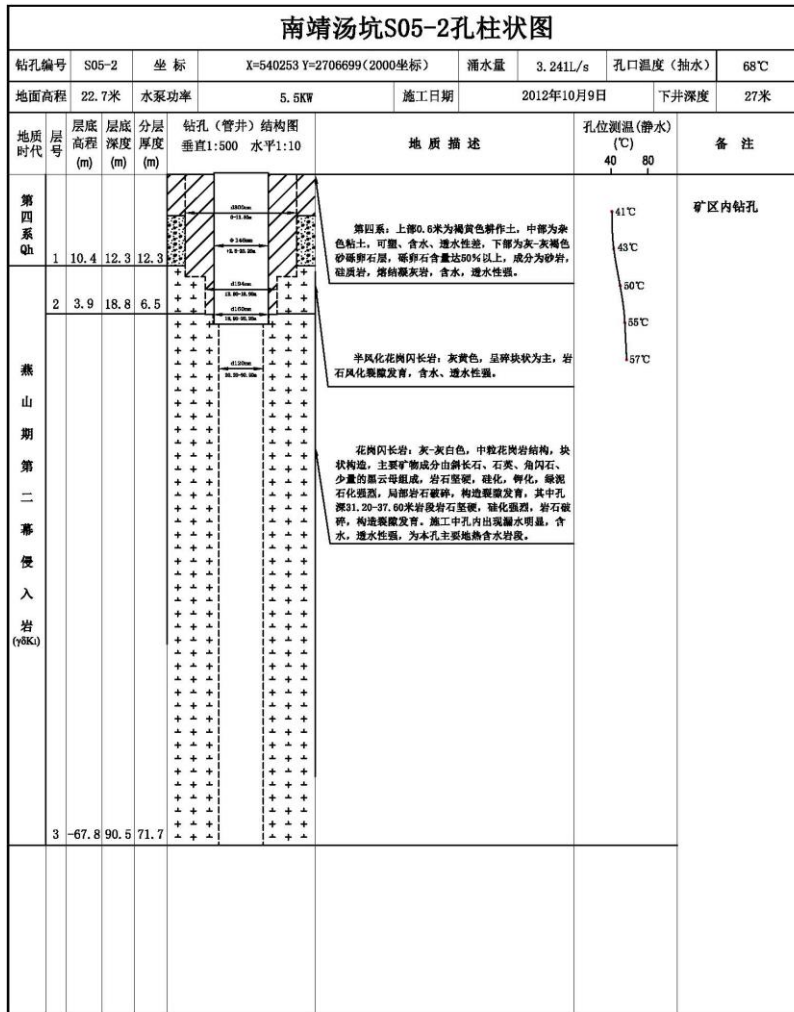 南靖汤坑S05-2孔柱状图
钻孔编号 S05-2 坐 标 X=540253 Y=2706699(2000坐标) 涌水量 3.241L/s 孔口温度(抽水) 68℃
地面高程 22.7米 水泵功率 5.5KW 施工日期 2012年10月9日 下井深度 27米
地质时代 层号 层底高程(m) 层底深度(m) 分层厚度(m) 钻孔(管井)结构图 垂直1:500 水平1:10 地 质 描 述 孔位测温(静水)(℃) 40 80 备 注
第四系Qh
1 10.4 12.3 12.3
第四系:上部0.6米为褐黄色耕作土,中部为杂
色粘土,可塑、含水、透水性差,下部为灰-灰褐色
砂砾卵石层,砾卵石含量达50%以上,成分为砂岩,
硅质岩,熔结凝灰岩,含水,透水性强。
41℃
43℃
50℃
55℃
57℃
矿区内钻孔
燕山期第二幕侵入岩
(γδK₁)
2 3.9 18.8 6.5
半风化花岗闪长岩:灰黄色,呈碎块状为主,岩
石风化裂隙发育,含水、透水性强。
d120mm
花岗闪长岩:灰-灰白色,中粒花岗岩结构,块
状构造,主要矿物成分由斜长石、石英、角闪石、
少量的黑云母组成,岩石坚硬,硅化,钾化,绿泥
石化强烈,局部岩石破碎,构造裂隙发育,其中孔
深31.20-37.60米岩段岩石坚硬,硅化强烈,岩石破
碎,构造裂隙发育。施工中孔内出现漏水明显,含
水,透水性强,为本孔主要地热含水岩段。
3 -67.8 90.5 71.7